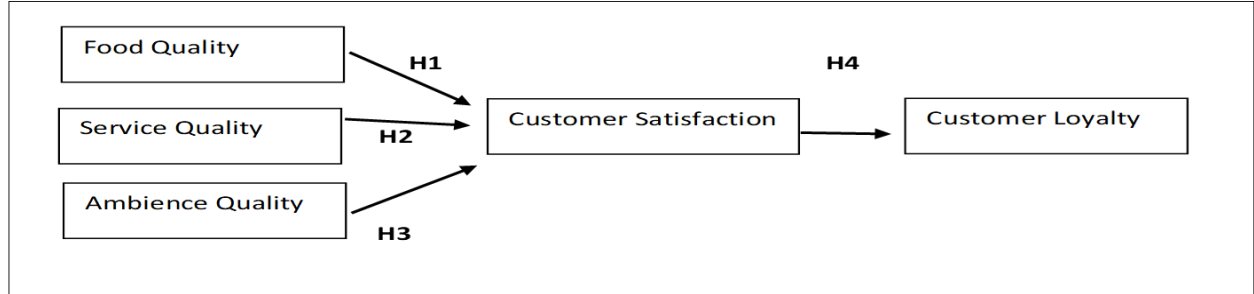 Food Quality
H1
H4
Service Quality
H2
Customer Satisfaction
Customer Loyalty
Ambience Quality
H3